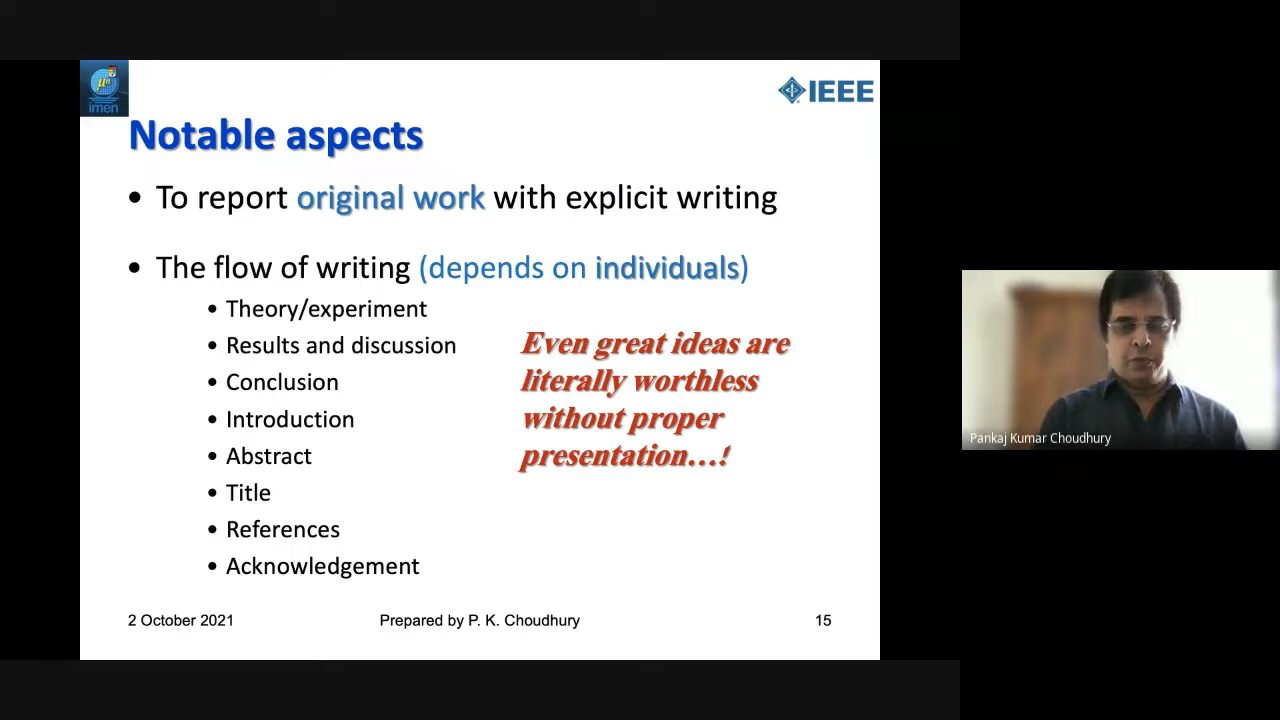 imen
IEEE
Notable aspects
• To report original work with explicit writing
• The flow of writing (depends on individuals)
• Theory/experiment
• Results and discussion
• Conclusion
• Introduction
• Abstract
• Title
• References
• Acknowledgement
Even great ideas are
literally worthless
without proper
presentation...!
2 October 2021
Prepared by P. K. Choudhury
15
Pankaj Kumar Choudhury